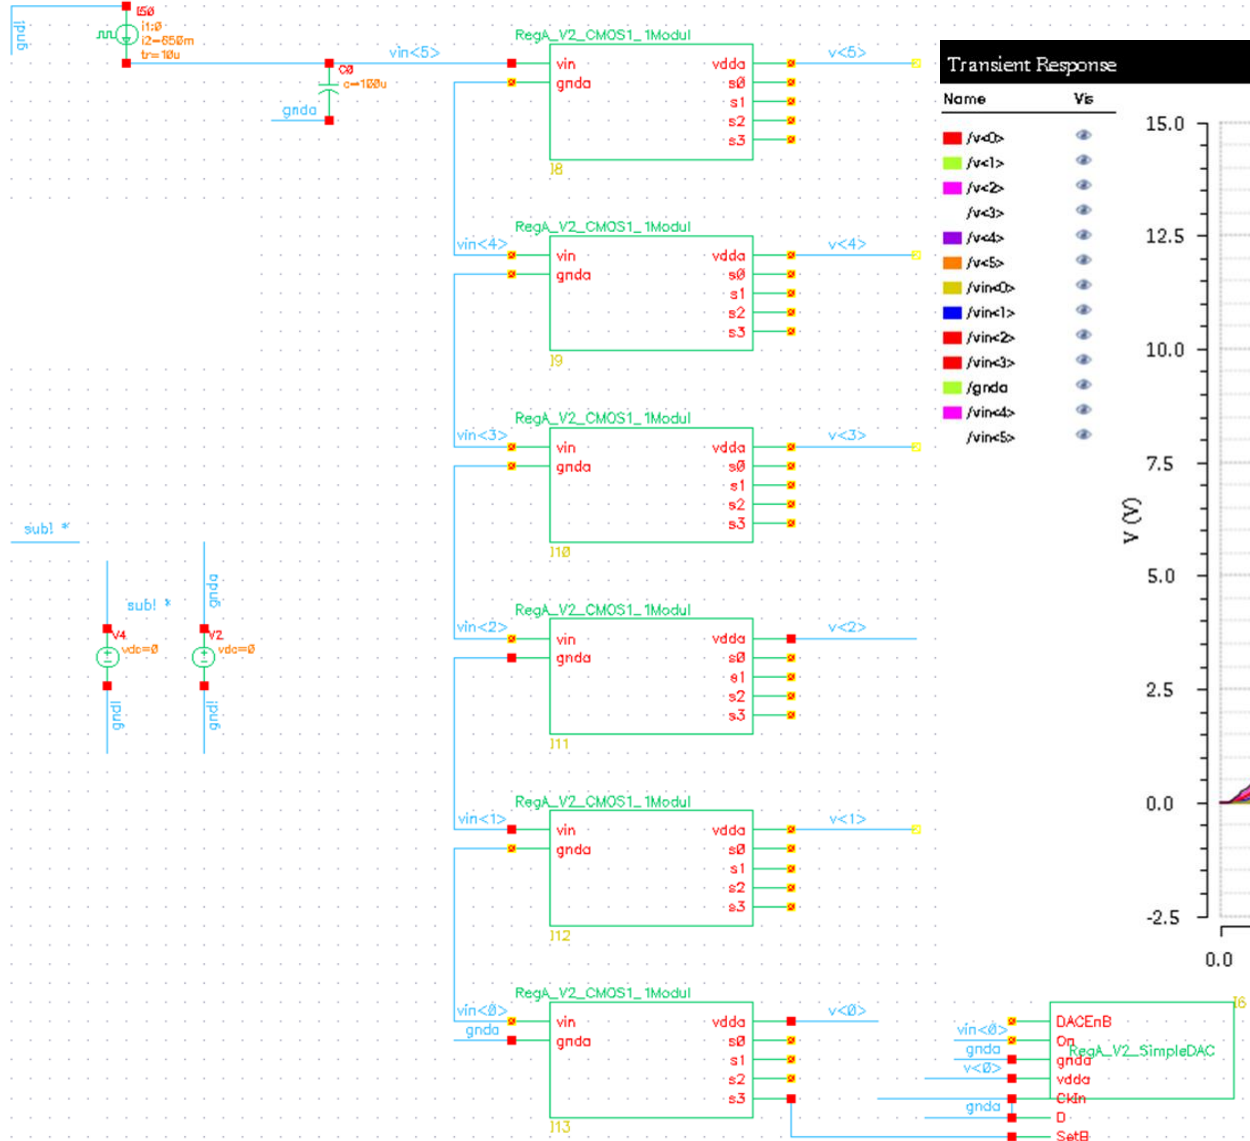 gnd!
I50
i1:0
i2=650m
tr=10u
vin<5>
C0
c=100u
gnda
RegA_V2_CMOS1_1Modul
vin
gnda
vdda
s0
s1
s2
s3
v<5>
I8
RegA_V2_CMOS1_1Modul
vin<4>
vin
gnda
vdda
s0
s1
s2
s3
v<4>
I9
RegA_V2_CMOS1_1Modul
vin<3>
vin
gnda
vdda
s0
s1
s2
s3
v<3>
I10
sub! *
sub! *
V4
vdc=0
gnd!
gnda
V2
vdc=0
gnd!
RegA_V2_CMOS1_1Modul
vin<2>
vin
gnda
vdda
s0
s1
s2
s3
v<2>
I11
RegA_V2_CMOS1_1Modul
vin<1>
vin
gnda
vdda
s0
s1
s2
s3
v<1>
I12
RegA_V2_CMOS1_1Modul
vin<0>
gnda
vin
gnda
vdda
s0
s1
s2
s3
v<0>
I13
Transient Response
Name Vis
/v<0>
/v<1>
/v<2>
/v<3>
/v<4>
/v<5>
/vin<0>
/vin<1>
/vin<2>
/vin<3>
/gnda
/vin<4>
/vin<5>
15.0
12.5
10.0
7.5
5.0
2.5
0.0
-2.5
V (V)
0.0
I6
vin<0>
gnda
v<0>
gnda
DACEnB
On
RegA_V2_SimpleDAC
gnda
vdda
CkIn
D
SetB